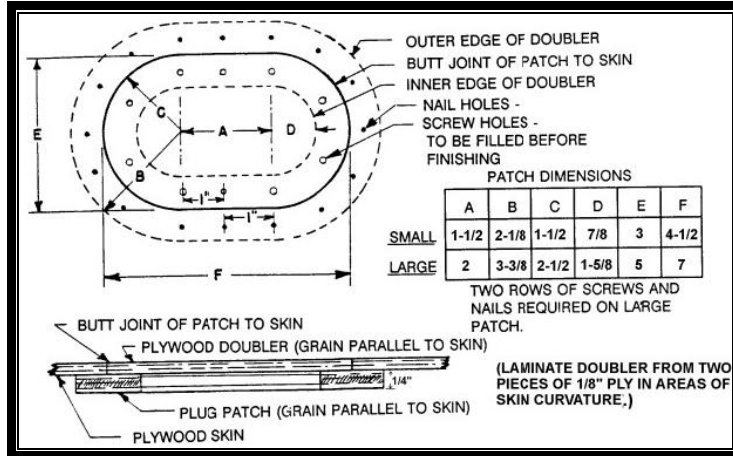 OUTER EDGE OF DOUBLER
BUTT JOINT OF PATCH TO SKIN
INNER EDGE OF DOUBLER
NAIL HOLES -
SCREW HOLES -
TO BE FILLED BEFORE
FINISHING
E
C
A
D
B
1"
1"
F
PATCH DIMENSIONS
A B C D E F
SMALL 1-1/2 2-1/8 1-1/2 7/8 3 4-1/2
LARGE 2 3-3/8 2-1/2 1-5/8 5 7
TWO ROWS OF SCREWS AND
NAILS REQUIRED ON LARGE
PATCH.
BUTT JOINT OF PATCH TO SKIN
PLYWOOD DOUBLER (GRAIN PARALLEL TO SKIN)
1/4"
PLUG PATCH (GRAIN PARALLEL TO SKIN)
PLYWOOD SKIN
(LAMINATE DOUBLER FROM TWO
PIECES OF 1/8" PLY IN AREAS OF
SKIN CURVATURE.)